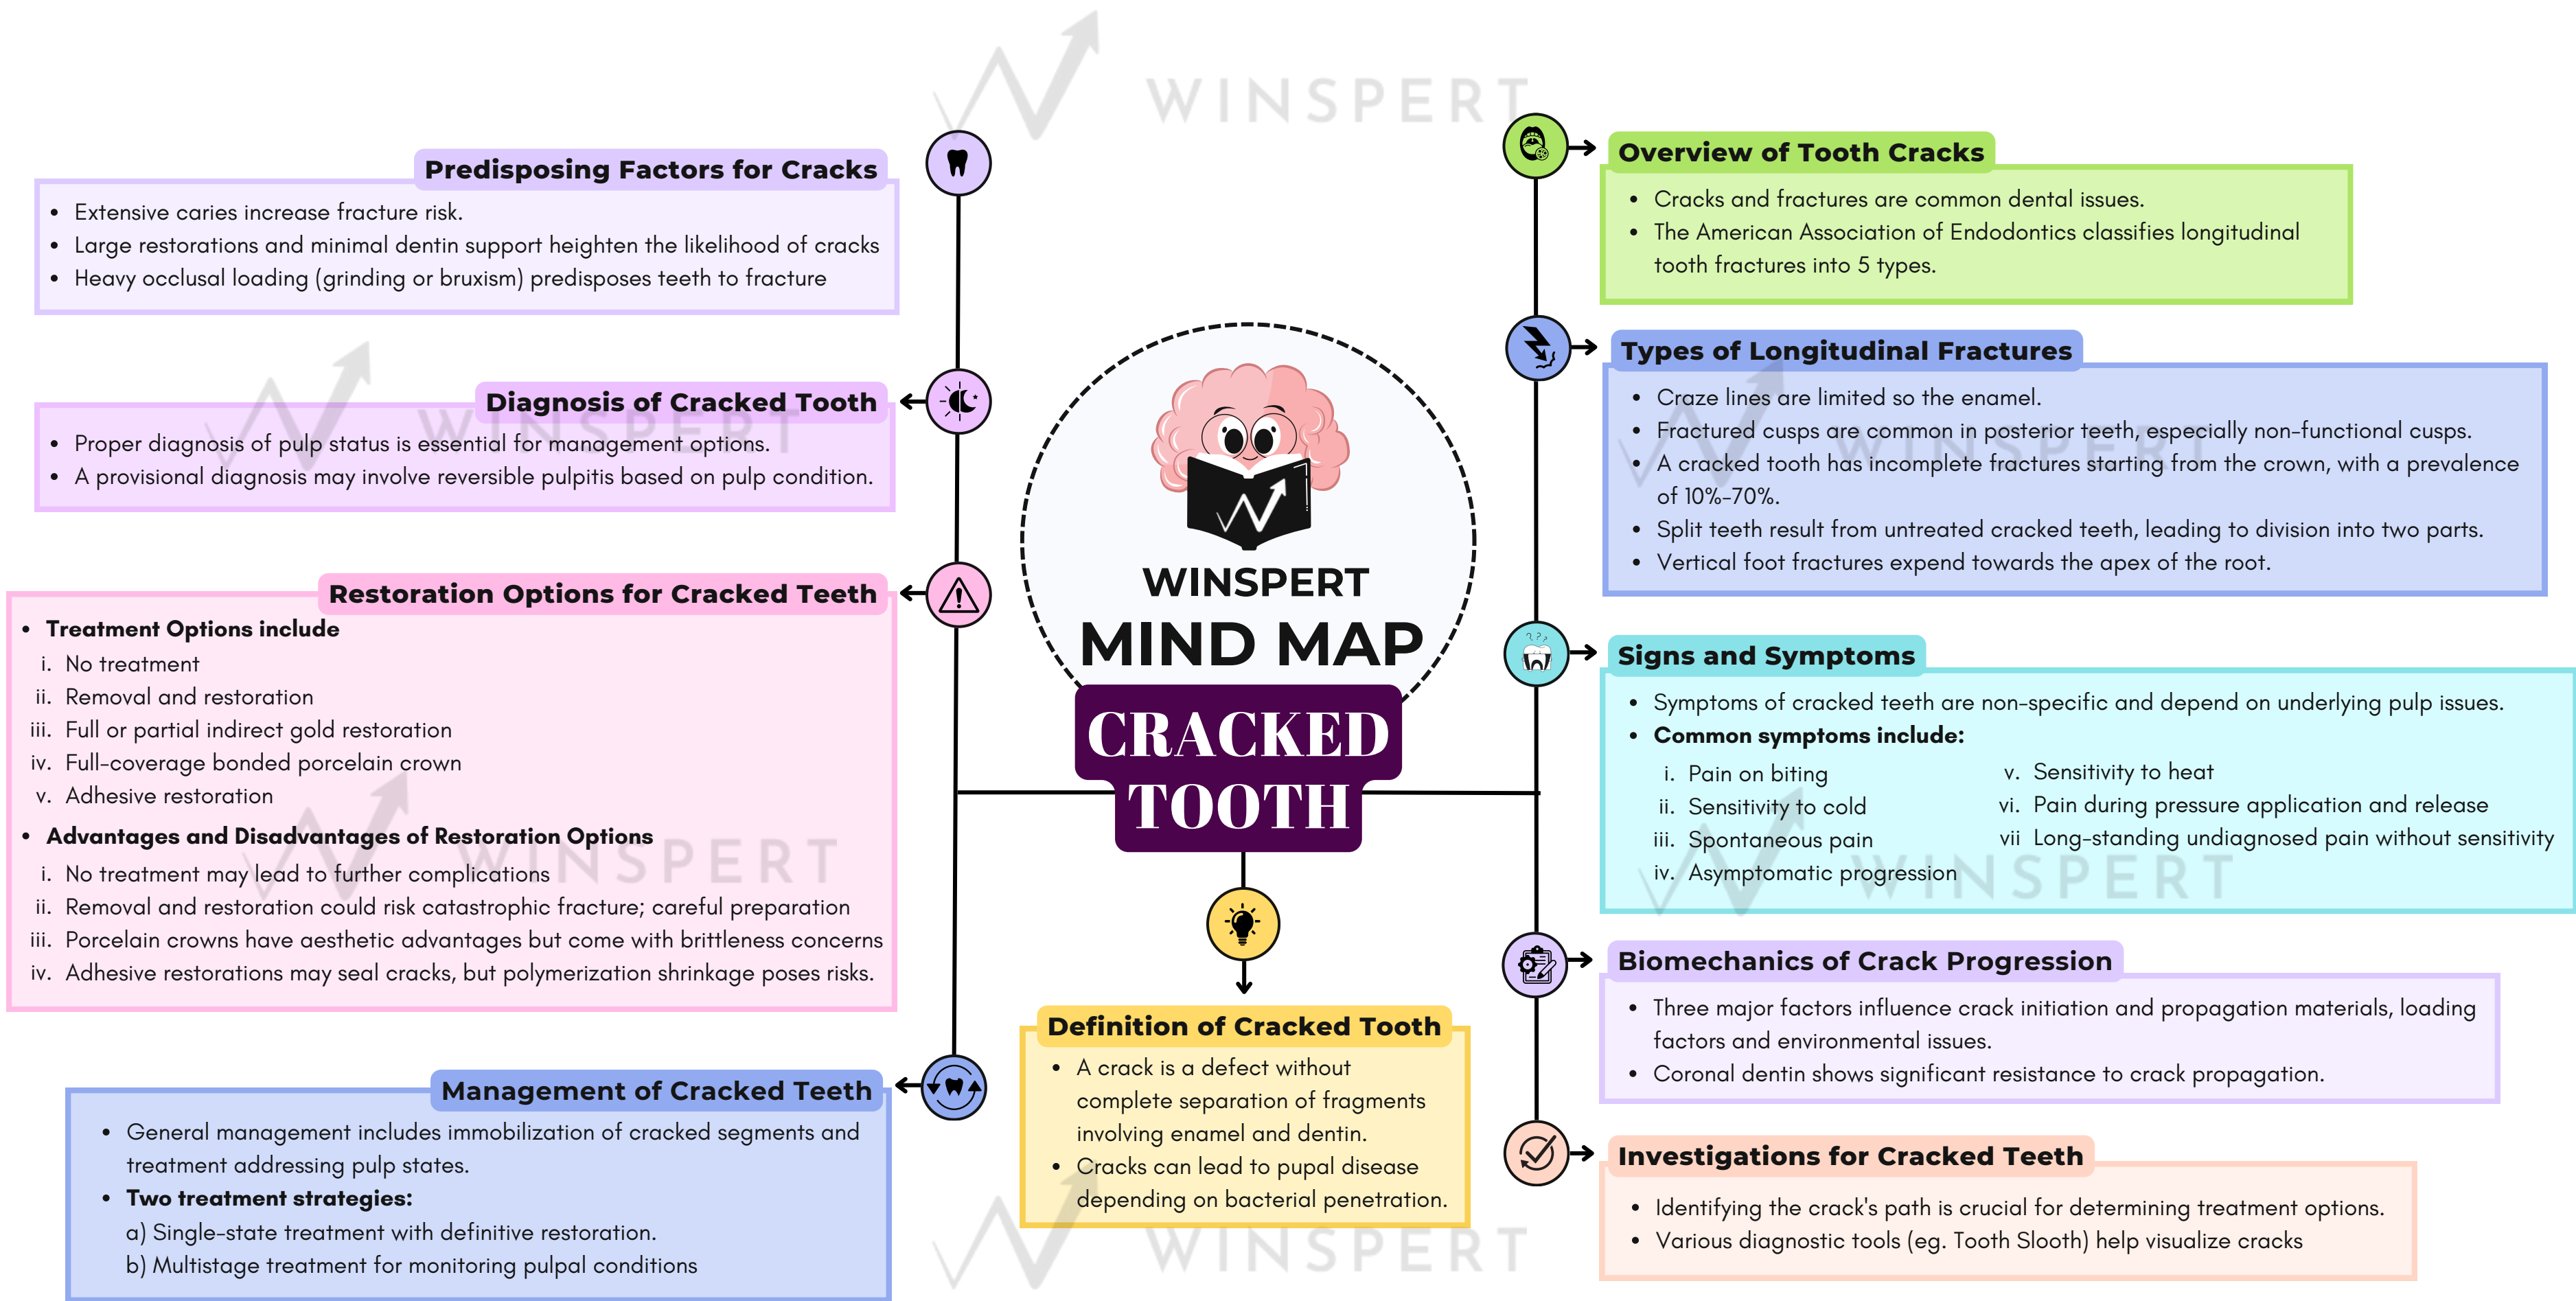 WINSPERT
Predisposing Factors for Cracks
• Extensive caries increase fracture risk.
• Large restorations and minimal dentin support heighten the likelihood of cracks
• Heavy occlusal loading (grinding or bruxism) predisposes teeth to fracture
Diagnosis of Cracked Tooth
WINSPERT
• Proper diagnosis of pulp status is essential for management options.
• A provisional diagnosis may involve reversible pulpitis based on pulp condition.
Restoration Options for Cracked Teeth
• Treatment Options include
i. No treatment
ii. Removal and restoration
iii. Full or partial indirect gold restoration
iv. Full-coverage bonded porcelain crown
v. Adhesive restoration
• Advantages and Disadvantages of Restoration Options
WINSPERT
i. No treatment may lead to further complications
ii. Removal and restoration could risk catastrophic fracture; careful preparation
iii. Porcelain crowns have aesthetic advantages but come with brittleness concerns
iv. Adhesive restorations may seal cracks, but polymerization shrinkage poses risks.
Management of Cracked Teeth
• General management includes immobilization of cracked segments and
treatment addressing pulp states.
• Two treatment strategies:
a) Single-state treatment with definitive restoration.
b) Multistage treatment for monitoring pulpal conditions
WINSPERT
MIND MAP
CRACKED
TOOTH
Definition of Cracked Tooth
• A crack is a defect without
complete separation of fragments
involving enamel and dentin.
• Cracks can lead to pupal disease
depending on bacterial penetration.
WINSPERT
Overview of Tooth Cracks
• Cracks and fractures are common dental issues.
• The American Association of Endodontics classifies longitudinal
tooth fractures into 5 types.
Types of Longitudinal Fractures
• Craze lines are limited so the enamel.
• Fractured cusps are common in posterior teeth, especially non-functional cusps.
WINSPERT
• A cracked tooth has incomplete fractures starting from the crown, with a prevalence
of 10%-70%.
• Split teeth result from untreated cracked teeth, leading to division into two parts.
• Vertical foot fractures expend towards the apex of the root.
???
Signs and Symptoms
• Symptoms of cracked teeth are non-specific and depend on underlying pulp issues.
• Common symptoms include:
i. Pain on biting
ii. Sensitivity to cold
iii. Spontaneous pain
iv. Asymptomatic progression
v. Sensitivity to heat
vi. Pain during pressure application and release
vii Long-standing undiagnosed pain without sensitivity
WINSPERT
Biomechanics of Crack Progression
• Three major factors influence crack initiation and propagation materials, loading
factors and environmental issues.
• Coronal dentin shows significant resistance to crack propagation.
Investigations for Cracked Teeth
• Identifying the crack's path is crucial for determining treatment options.
• Various diagnostic tools (eg. Tooth Slooth) help visualize cracks